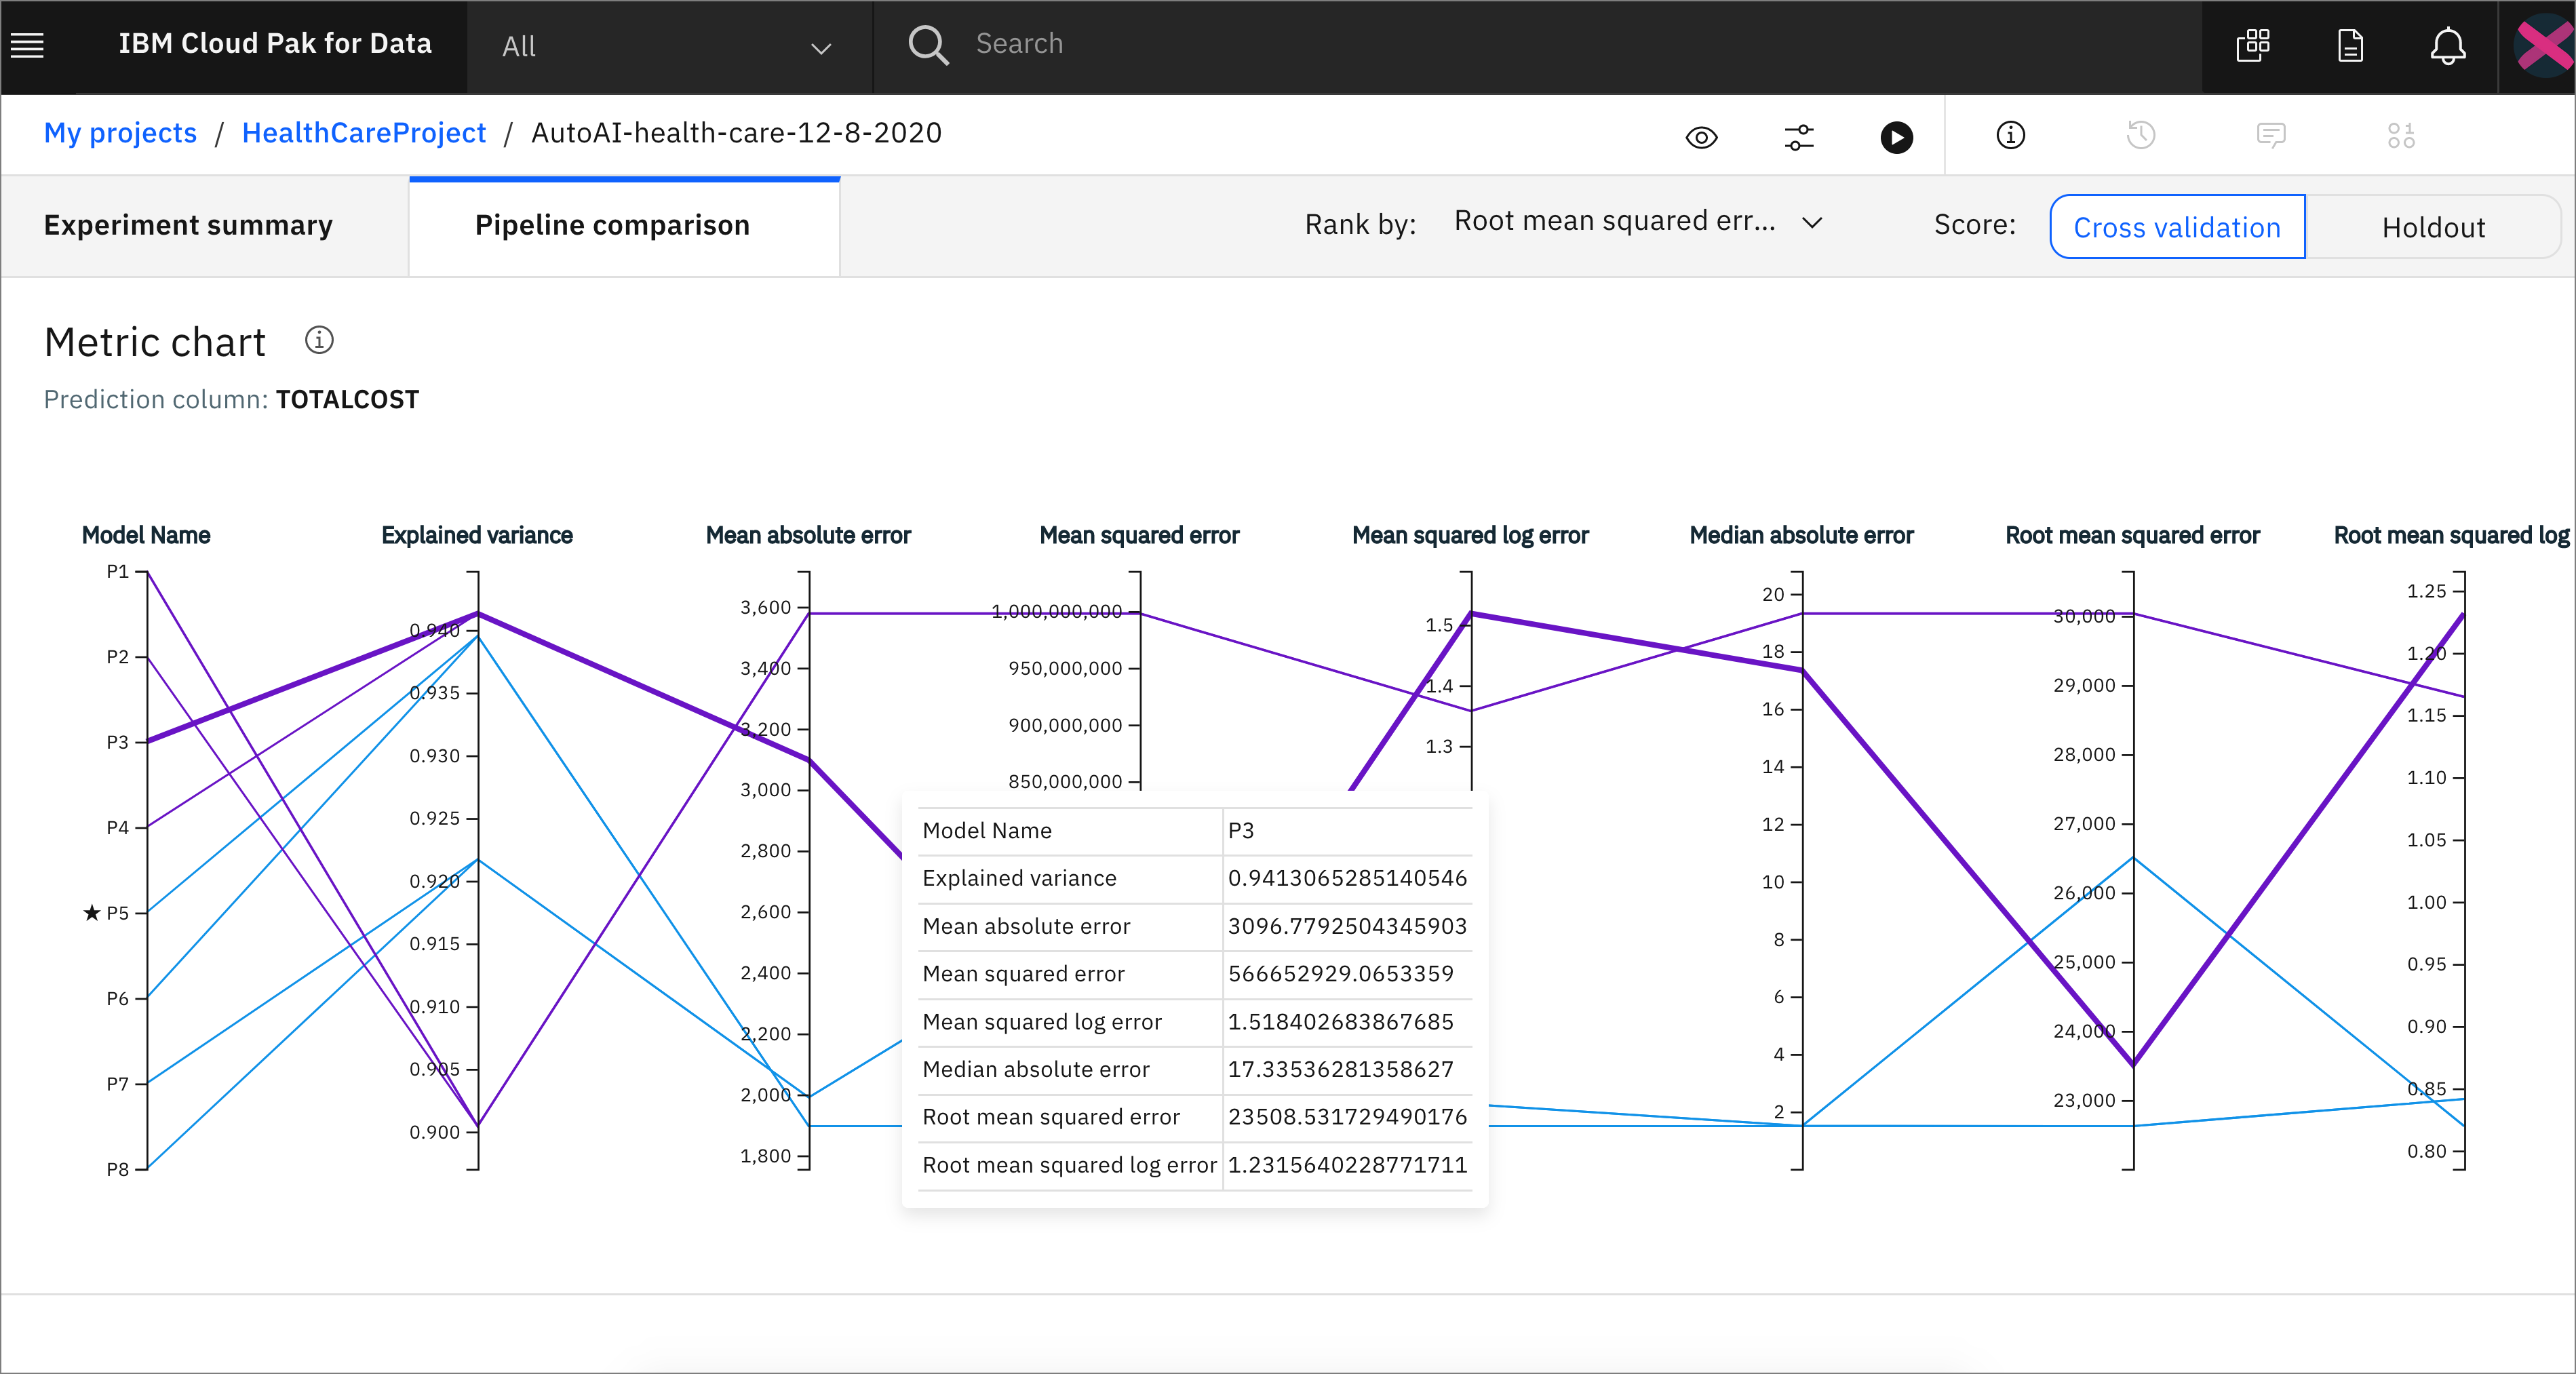 IBM Cloud Pak for Data All Search
My projects / HealthCareProject / AutoAI-health-care-12-8-2020
Experiment summary Pipeline comparison Rank by: Root mean squared err... Score: Cross validation Holdout
Metric chart
Prediction column: TOTALCOST
Model Name Explained variance Mean absolute error Mean squared error Mean squared log error Median absolute error Root mean squared error Root mean squared log
P1
P2
P3
P4
★ P5
P6
P7
P8
0.940
0.935
0.930
0.925
0.920
0.915
0.910
0.905
0.900
3,600
3,400
3,200
3,000
2,800
2,600
2,400
2,200
2,000
1,800
1,000,000,000
950,000,000
900,000,000
850,000,000
1.5
1.4
1.3
20
18
16
14
12
10
8
6
4
2
30,000
29,000
28,000
27,000
26,000
25,000
24,000
23,000
1.25
1.20
1.15
1.10
1.05
1.00
0.95
0.90
0.85
0.80
Model Name P3
Explained variance 0.9413065285140546
Mean absolute error 3096.7792504345903
Mean squared error 566652929.0653359
Mean squared log error 1.518402683867685
Median absolute error 17.33536281358627
Root mean squared error 23508.531729490176
Root mean squared log error 1.2315640228771711